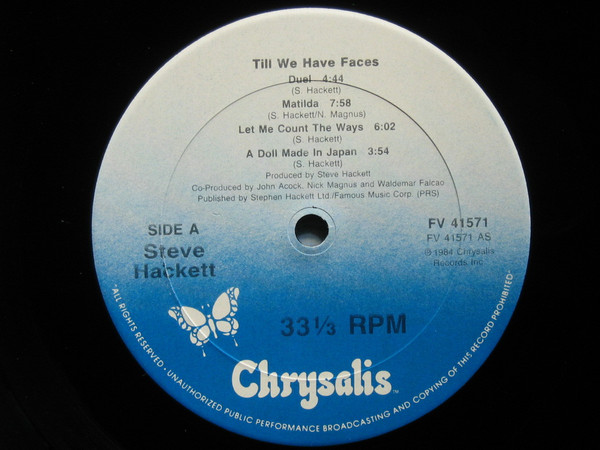 Till We Have Faces
Duel 4:44
(S. Hackett)
Matilda 7:58
(S. Hackett/N. Magnus)
Let Me Count The Ways 6:02
(S. Hackett)
A Doll Made In Japan 3:54
(S. Hackett)
Produced by Steve Hackett
Co-Produced by John Acock, Nick Magnus and Waldemar Falcao
Published by Stephen Hackett Ltd./Famous Music Corp. (PRS)
SIDE A
Steve
Hackett
FV 41571
FV 41571 AS
℗1984 Chrysalis
Records Inc.
33⅓ RPM
Chrysalis™
"ALL RIGHTS RESERVED - UNAUTHORIZED PUBLIC PERFORMANCE BROADCASTING AND COPYING OF THIS RECORD PROHIBITED"